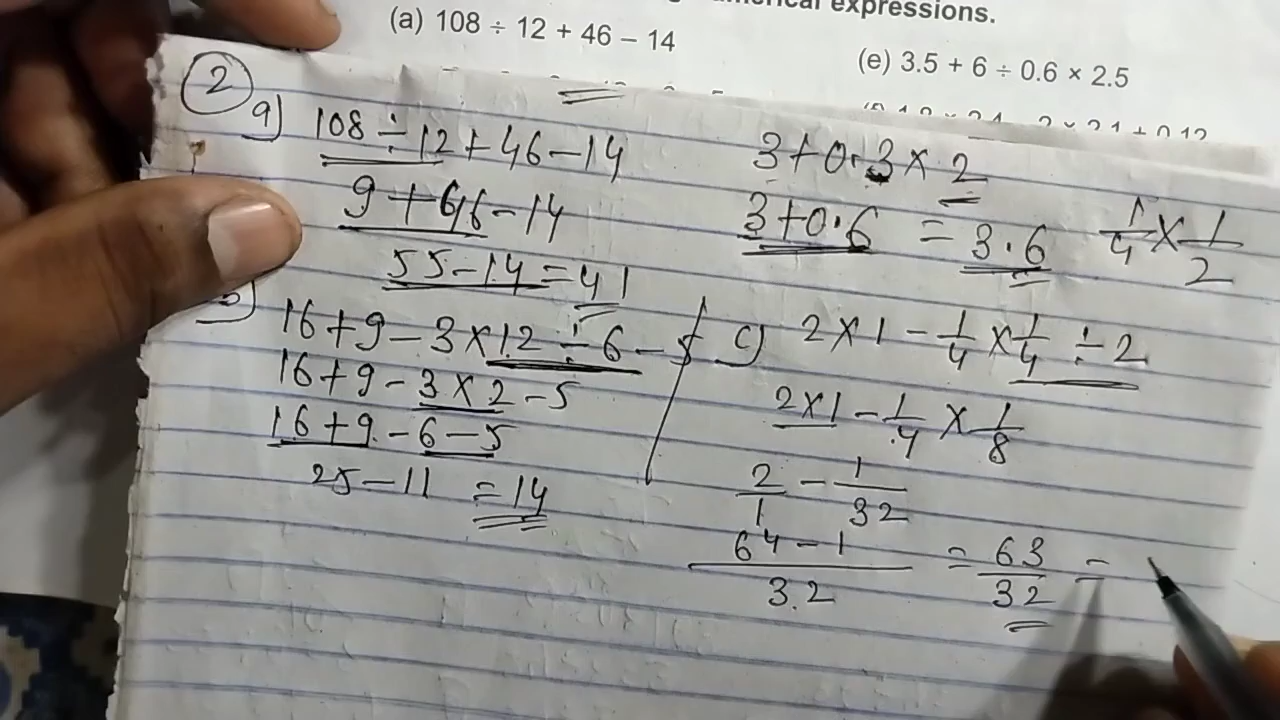 erical expressions.
(a) 108 ÷ 12 + 46 – 14
(e) 3.5 + 6 ÷ 0.6 × 2.5
2
a) 108 ÷ 12 + 46 – 14
9 + 46 – 14
55 – 14 = 41
16 + 9 – 3 × 12 ÷ 6 – 5
16 + 9 – 3 × 2 – 5
16 + 9 – 6 – 5
25 – 11 = 14
3 + 0.3 × 2
3 + 0.6 = 3.6
1/4 × 1/2
c) 2 × 1 – 1/4 × 1/4 ÷ 2
2 × 1 – 1/4 × 1/8
2/1 – 1/32
64 – 1/32 = 63/32 =